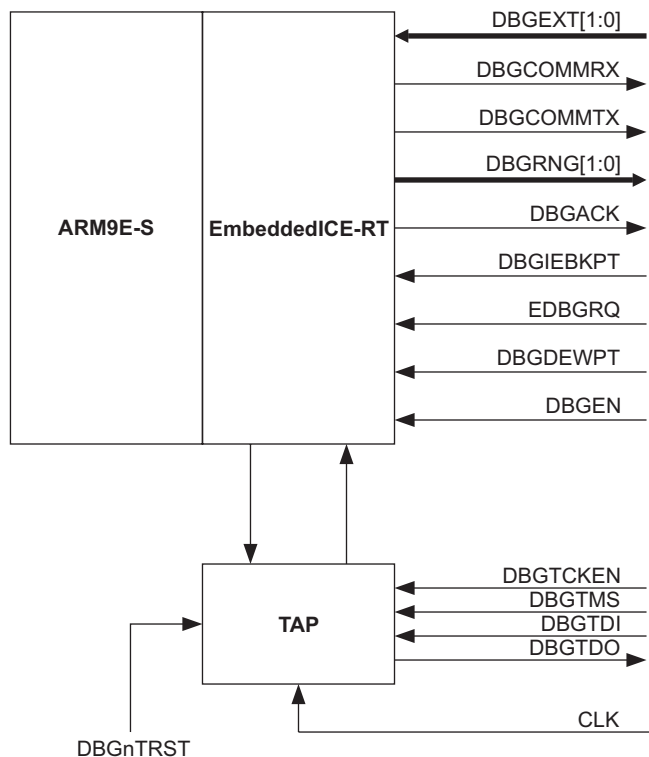 DBGEXT[1:0]
DBGCOMMRX
DBGCOMMTX
DBGRNG[1:0]
ARM9E-S
EmbeddedICE-RT
DBGACK
DBGIEBKPT
EDBGRQ
DBGDEWPT
DBGEN
DBGTCKEN
DBGTMS
TAP
DBGTDI
DBGTDO
CLK
DBGnTRST